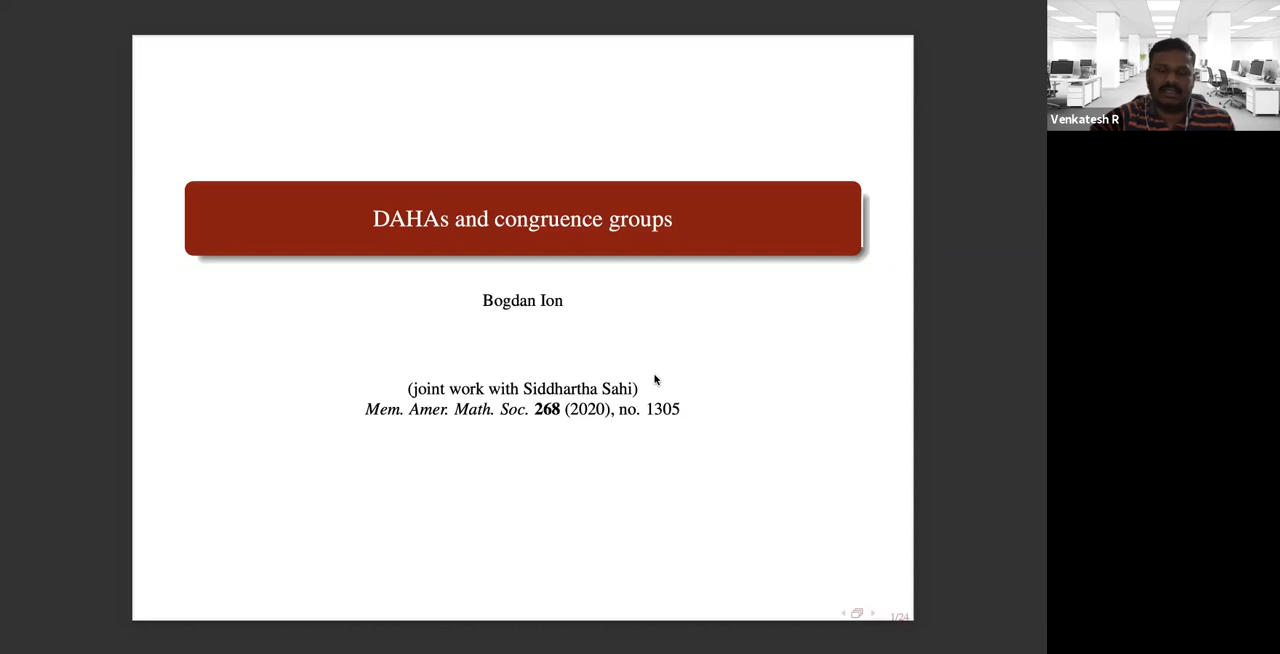 DAHAs and congruence groups
Bogdan Ion
(joint work with Siddhartha Sahi)
Mem. Amer. Math. Soc. 268 (2020), no. 1305
1/24
Venkatesh R